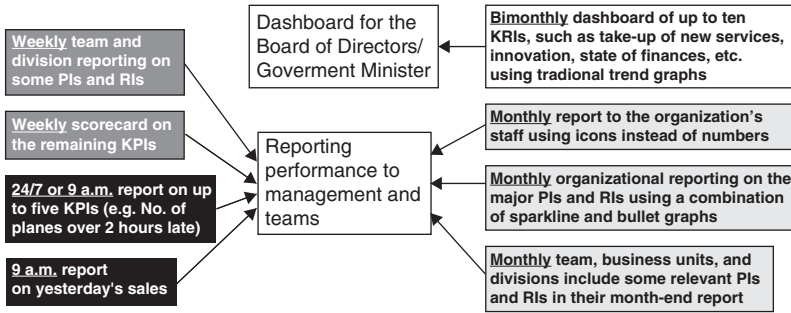 Weekly team and
division reporting on
some PIs and RIs
Weekly scorecard on
the remaining KPIs
24/7 or 9 a.m. report on up
to five KPIs (e.g. No. of
planes over 2 hours late)
9 a.m. report
on yesterday's sales
Dashboard for the
Board of Directors/
Goverment Minister
Reporting
performance to
management and
teams
Bimonthly dashboard of up to ten
KRIs, such as take-up of new services,
innovation, state of finances, etc.
using tradional trend graphs
Monthly report to the organization's
staff using icons instead of numbers
Monthly organizational reporting on the
major PIs and RIs using a combination
of sparkline and bullet graphs
Monthly team, business units, and
divisions include some relevant PIs
and RIs in their month-end report